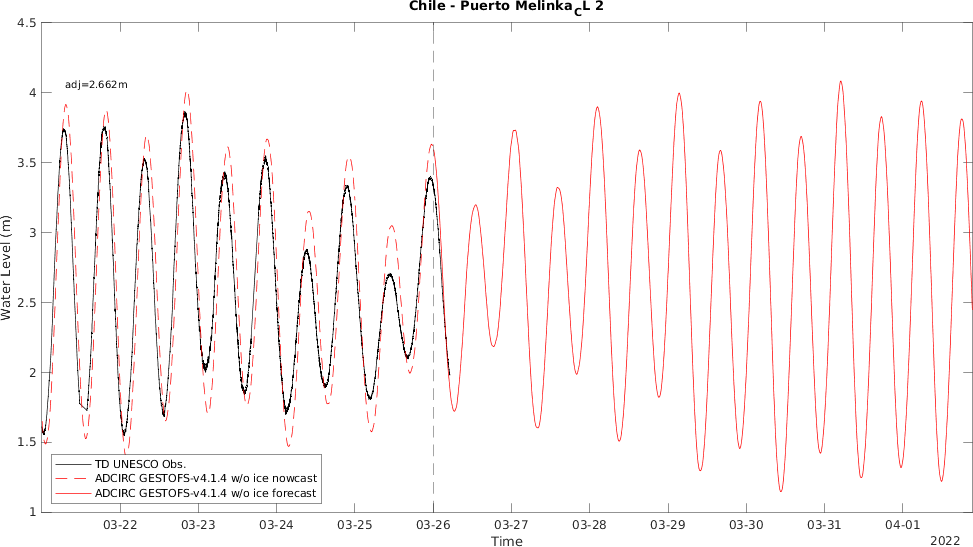 Chile - Puerto MelinkaCL 2
4.5
4
3.5
3
2.5
2
1.5
1
Water Level (m)
adj=2.662m
TD UNESCO Obs.
ADCIRC GESTOFS-v4.1.4 w/o ice nowcast
ADCIRC GESTOFS-v4.1.4 w/o ice forecast
03-22 03-23 03-24 03-25 03-26 03-27 03-28 03-29 03-30 03-31 04-01
Time
2022